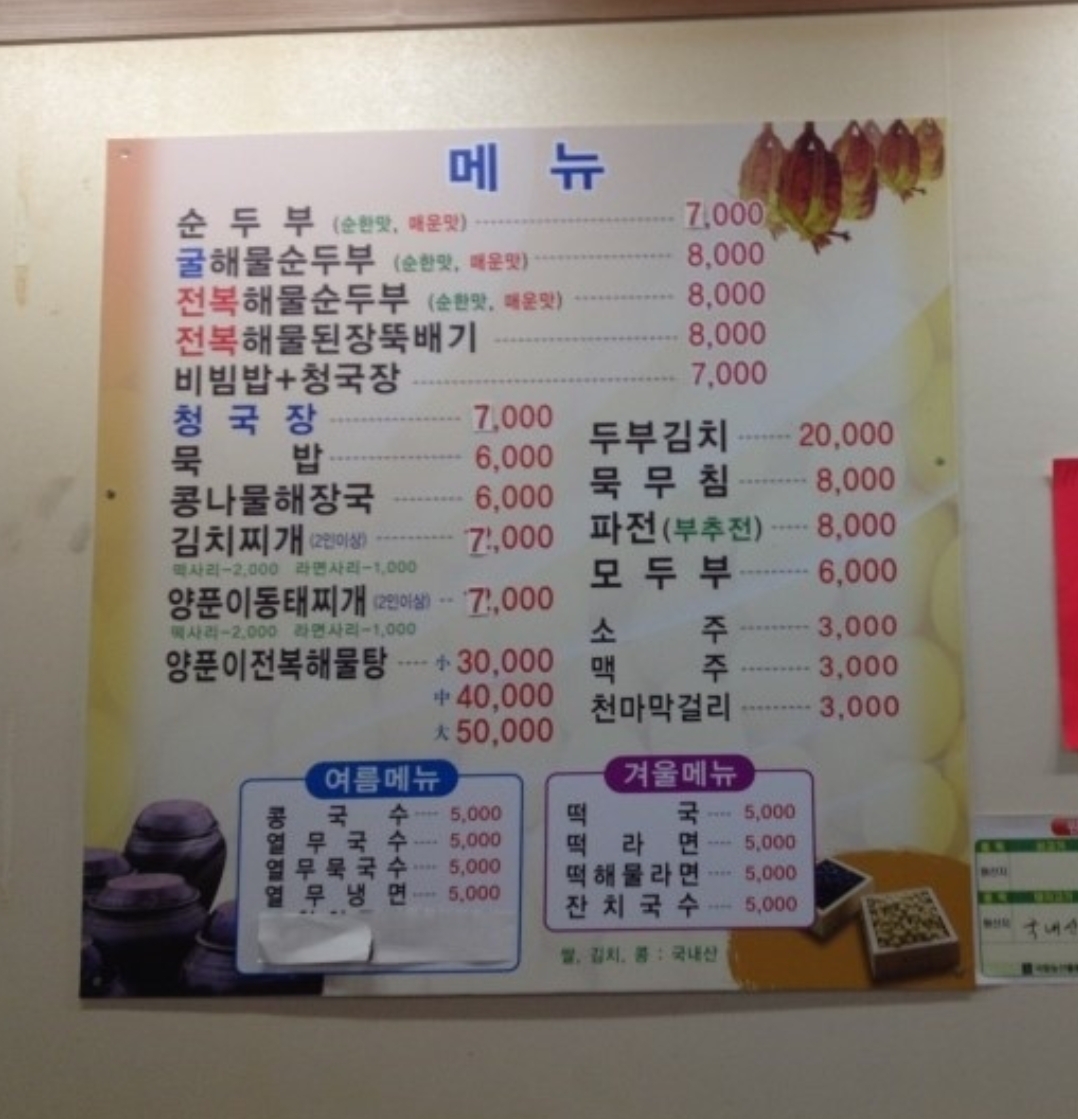 메 뉴
순 두 부 (순한맛, 매운맛) 7,000
굴해물순두부 (순한맛, 매운맛) 8,000
전복해물순두부 (순한맛, 매운맛) 8,000
전복해물된장뚝배기 8,000
비빔밥+청국장 7,000
청 국 장 7,000
묵 밥 6,000
콩나물해장국 6,000
김치찌개 (2인이상) 7,000
떡사리-2,000 라면사리-1,000
양푼이동태찌개 (2인이상) 7,000
떡사리-2,000 라면사리-1,000
양푼이전복해물탕 小 30,000
中 40,000
大 50,000
두부김치 20,000
묵 무 침 8,000
파전(부추전) 8,000
모 두 부 6,000
소 주 3,000
맥 주 3,000
천마막걸리 3,000
여름메뉴
콩 국 수 5,000
열 무 국 수 5,000
열 무 묵 국 수 5,000
열 무 냉 면 5,000
겨울메뉴
떡 국 5,000
떡 라 면 5,000
떡해물라면 5,000
잔 치 국 수 5,000
쌀, 김치, 콩 : 국내산